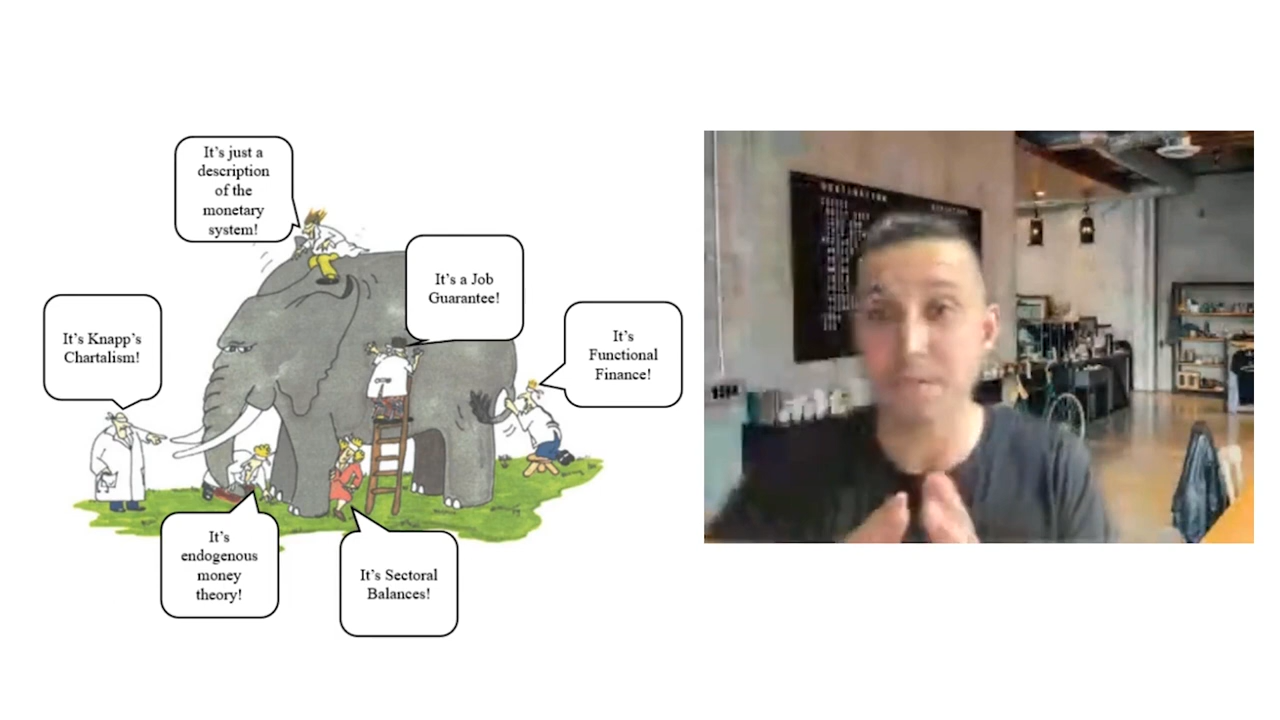 It's just a
description
of the
monetary
system!
It's a Job
Guarantee!
It's Knapp's
Chartalism!
It's
Functional
Finance!
It's
endogenous
money
theory!
It's Sectoral
Balances!